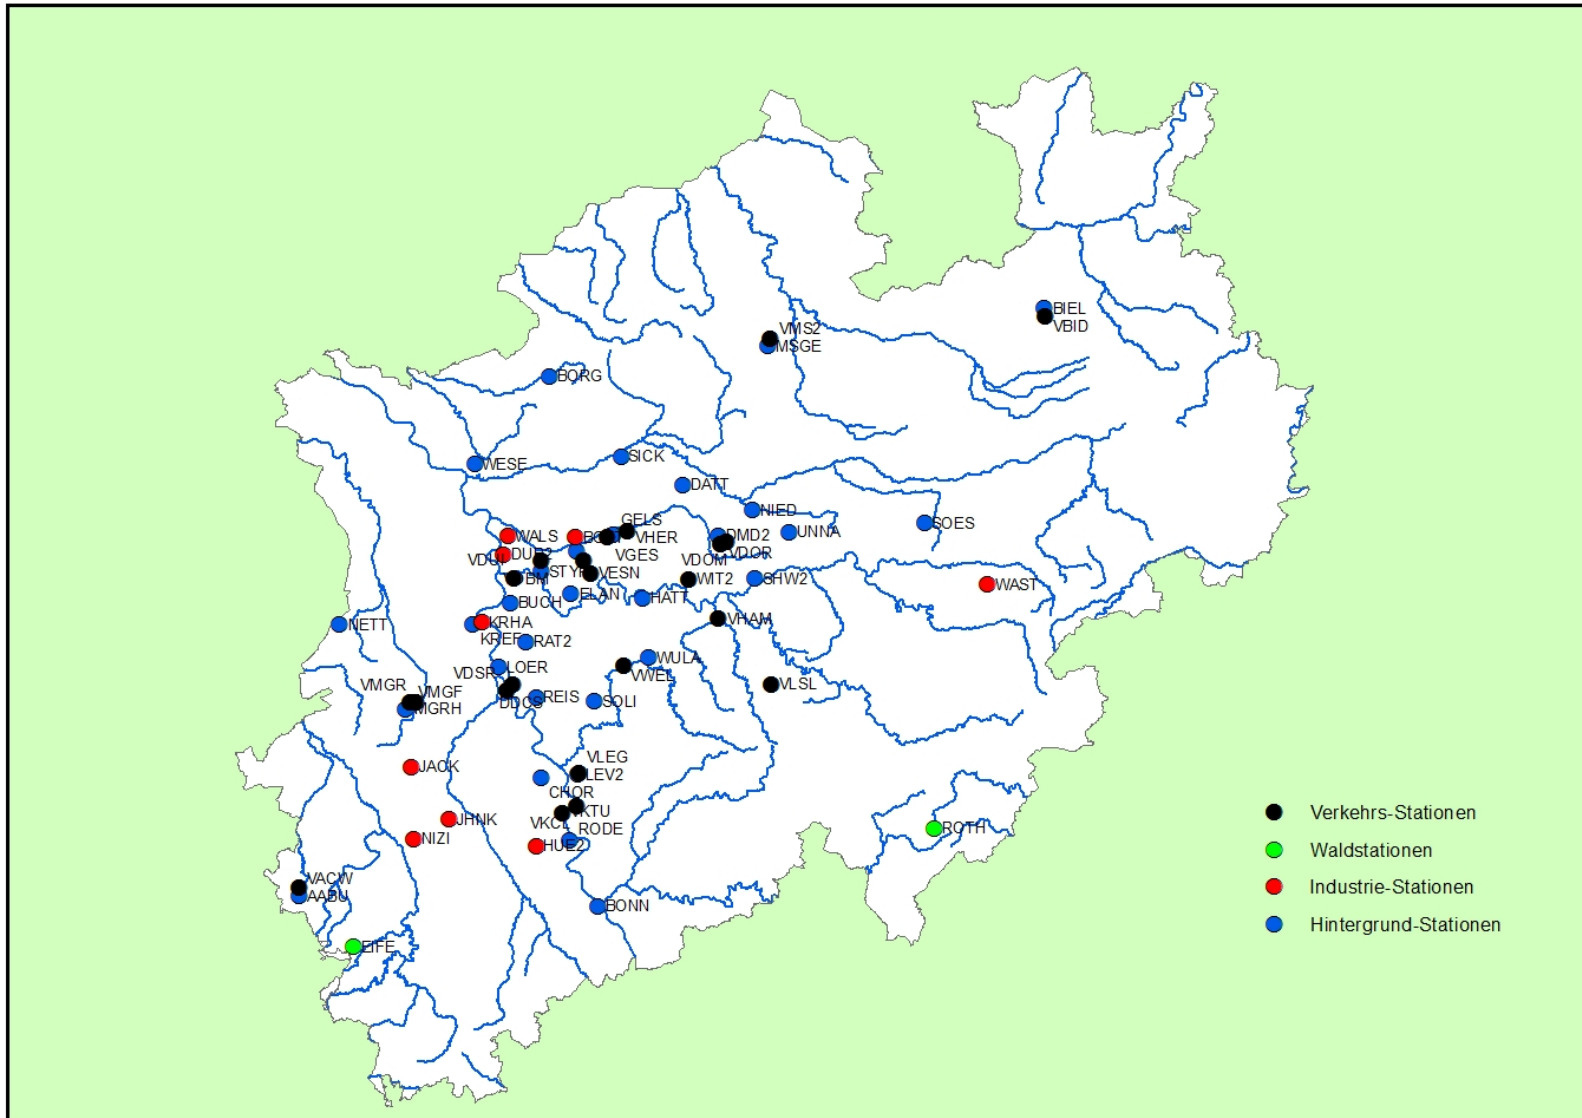 VMS2
MSGE
BIEL
VBID
BORG
WESE
SICK
DATT
NIED
SOES
UNNA
DMD2
VDOR
VDOM
GELS
VHER
VGES
WALS
DUB2
STYR
VESN
ELAN
HATT
WIT2
SHW2
WAST
BUCH
VHAM
NETT
KRHA
RAT2
WULA
VWEL
VLSL
LOER
VDSR
DDCS
REIS
SOLI
VMGR
VMGF
MGRH
JACK
VLEG
LEV2
CHOR
VKCL
RODE
JHNK
NIZI
HUE2
ROTH
VACW
AABU
BONN
EIFE
Verkehrs-Stationen
Waldstationen
Industrie-Stationen
Hintergrund-Stationen